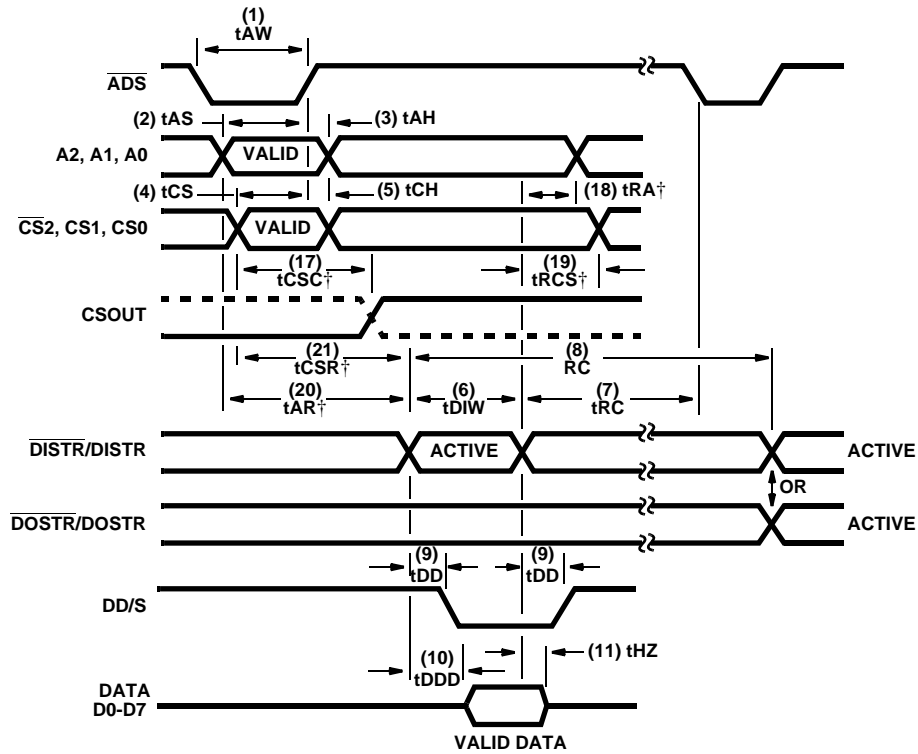 (1)
tAW
ADS
(2) tAS
(3) tAH
A2, A1, A0
VALID
(4) tCS
(5) tCH
(18) tRA†
CS2, CS1, CS0
VALID
(17)
tCSC†
(19)
tRCS†
CSOUT
(21)
tCSR†
(8)
RC
(20)
tAR†
(6)
tDIW
(7)
tRC
DISTR/DISTR
ACTIVE
ACTIVE
OR
DOSTR/DOSTR
ACTIVE
(9)
tDD
(9)
tDD
DD/S
(11) tHZ
(10)
tDDD
DATA
D0-D7
VALID DATA